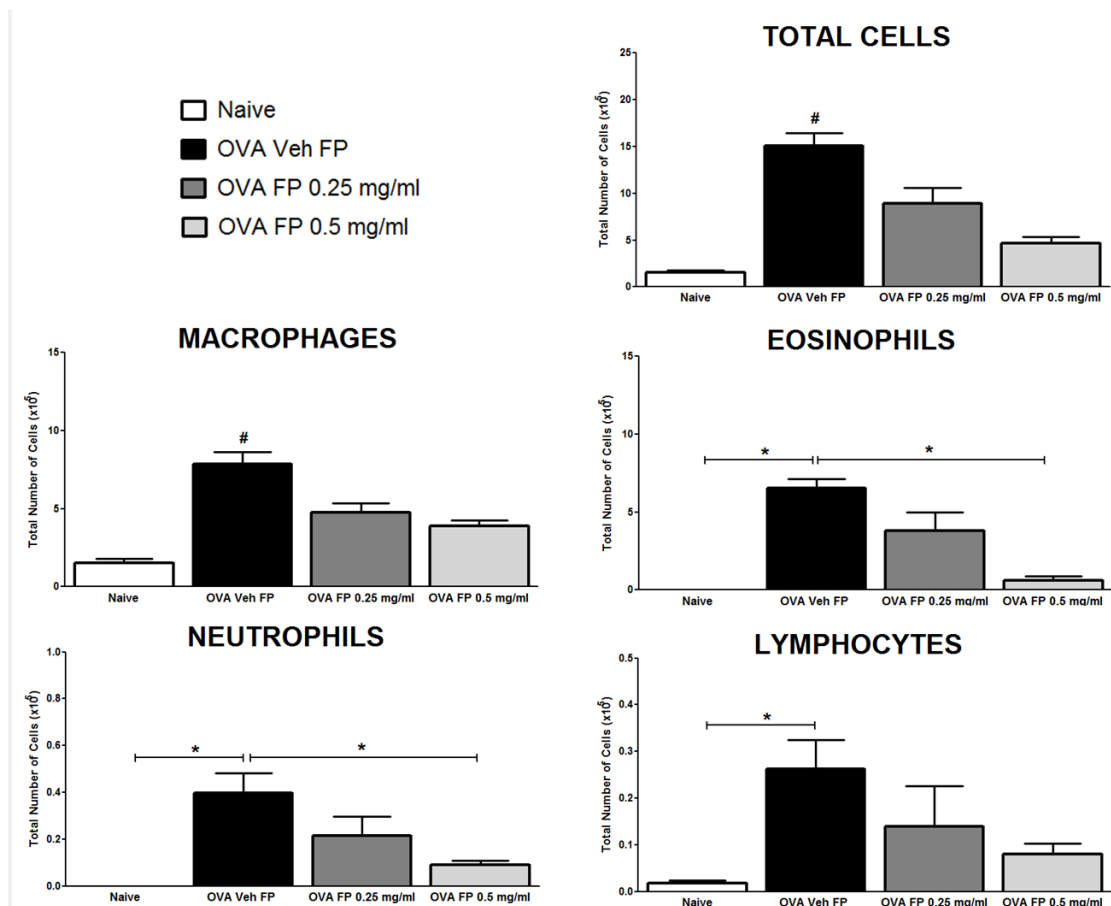 Naive
OVA Veh FP
OVA FP 0.25 mg/ml
OVA FP 0.5 mg/ml
TOTAL CELLS
Total Number of Cells (x10⁵)
25
20
15
10
5
0
#
Naive
OVA Veh FP
OVA FP 0.25 mg/ml
OVA FP 0.5 mg/ml
MACROPHAGES
Total Number of Cells (x10⁵)
15
10
5
0
#
Naive
OVA Veh FP
OVA FP 0.25 mg/ml
OVA FP 0.5 mg/ml
EOSINOPHILS
Total Number of Cells (x10⁵)
15
10
5
0
*
*
Naive
OVA Veh FP
OVA FP 0.25 mg/ml
OVA FP 0.5 mg/ml
NEUTROPHILS
Total Number of Cells (x10⁵)
1.0
0.8
0.6
0.4
0.2
0.0
*
*
Naive
OVA Veh FP
OVA FP 0.25 mg/ml
OVA FP 0.5 mg/ml
LYMPHOCYTES
Total Number of Cells (x10⁵)
0.5
0.4
0.3
0.2
0.1
0.0
*
Naive
OVA Veh FP
OVA FP 0.25 mg/ml
OVA FP 0.5 mg/ml